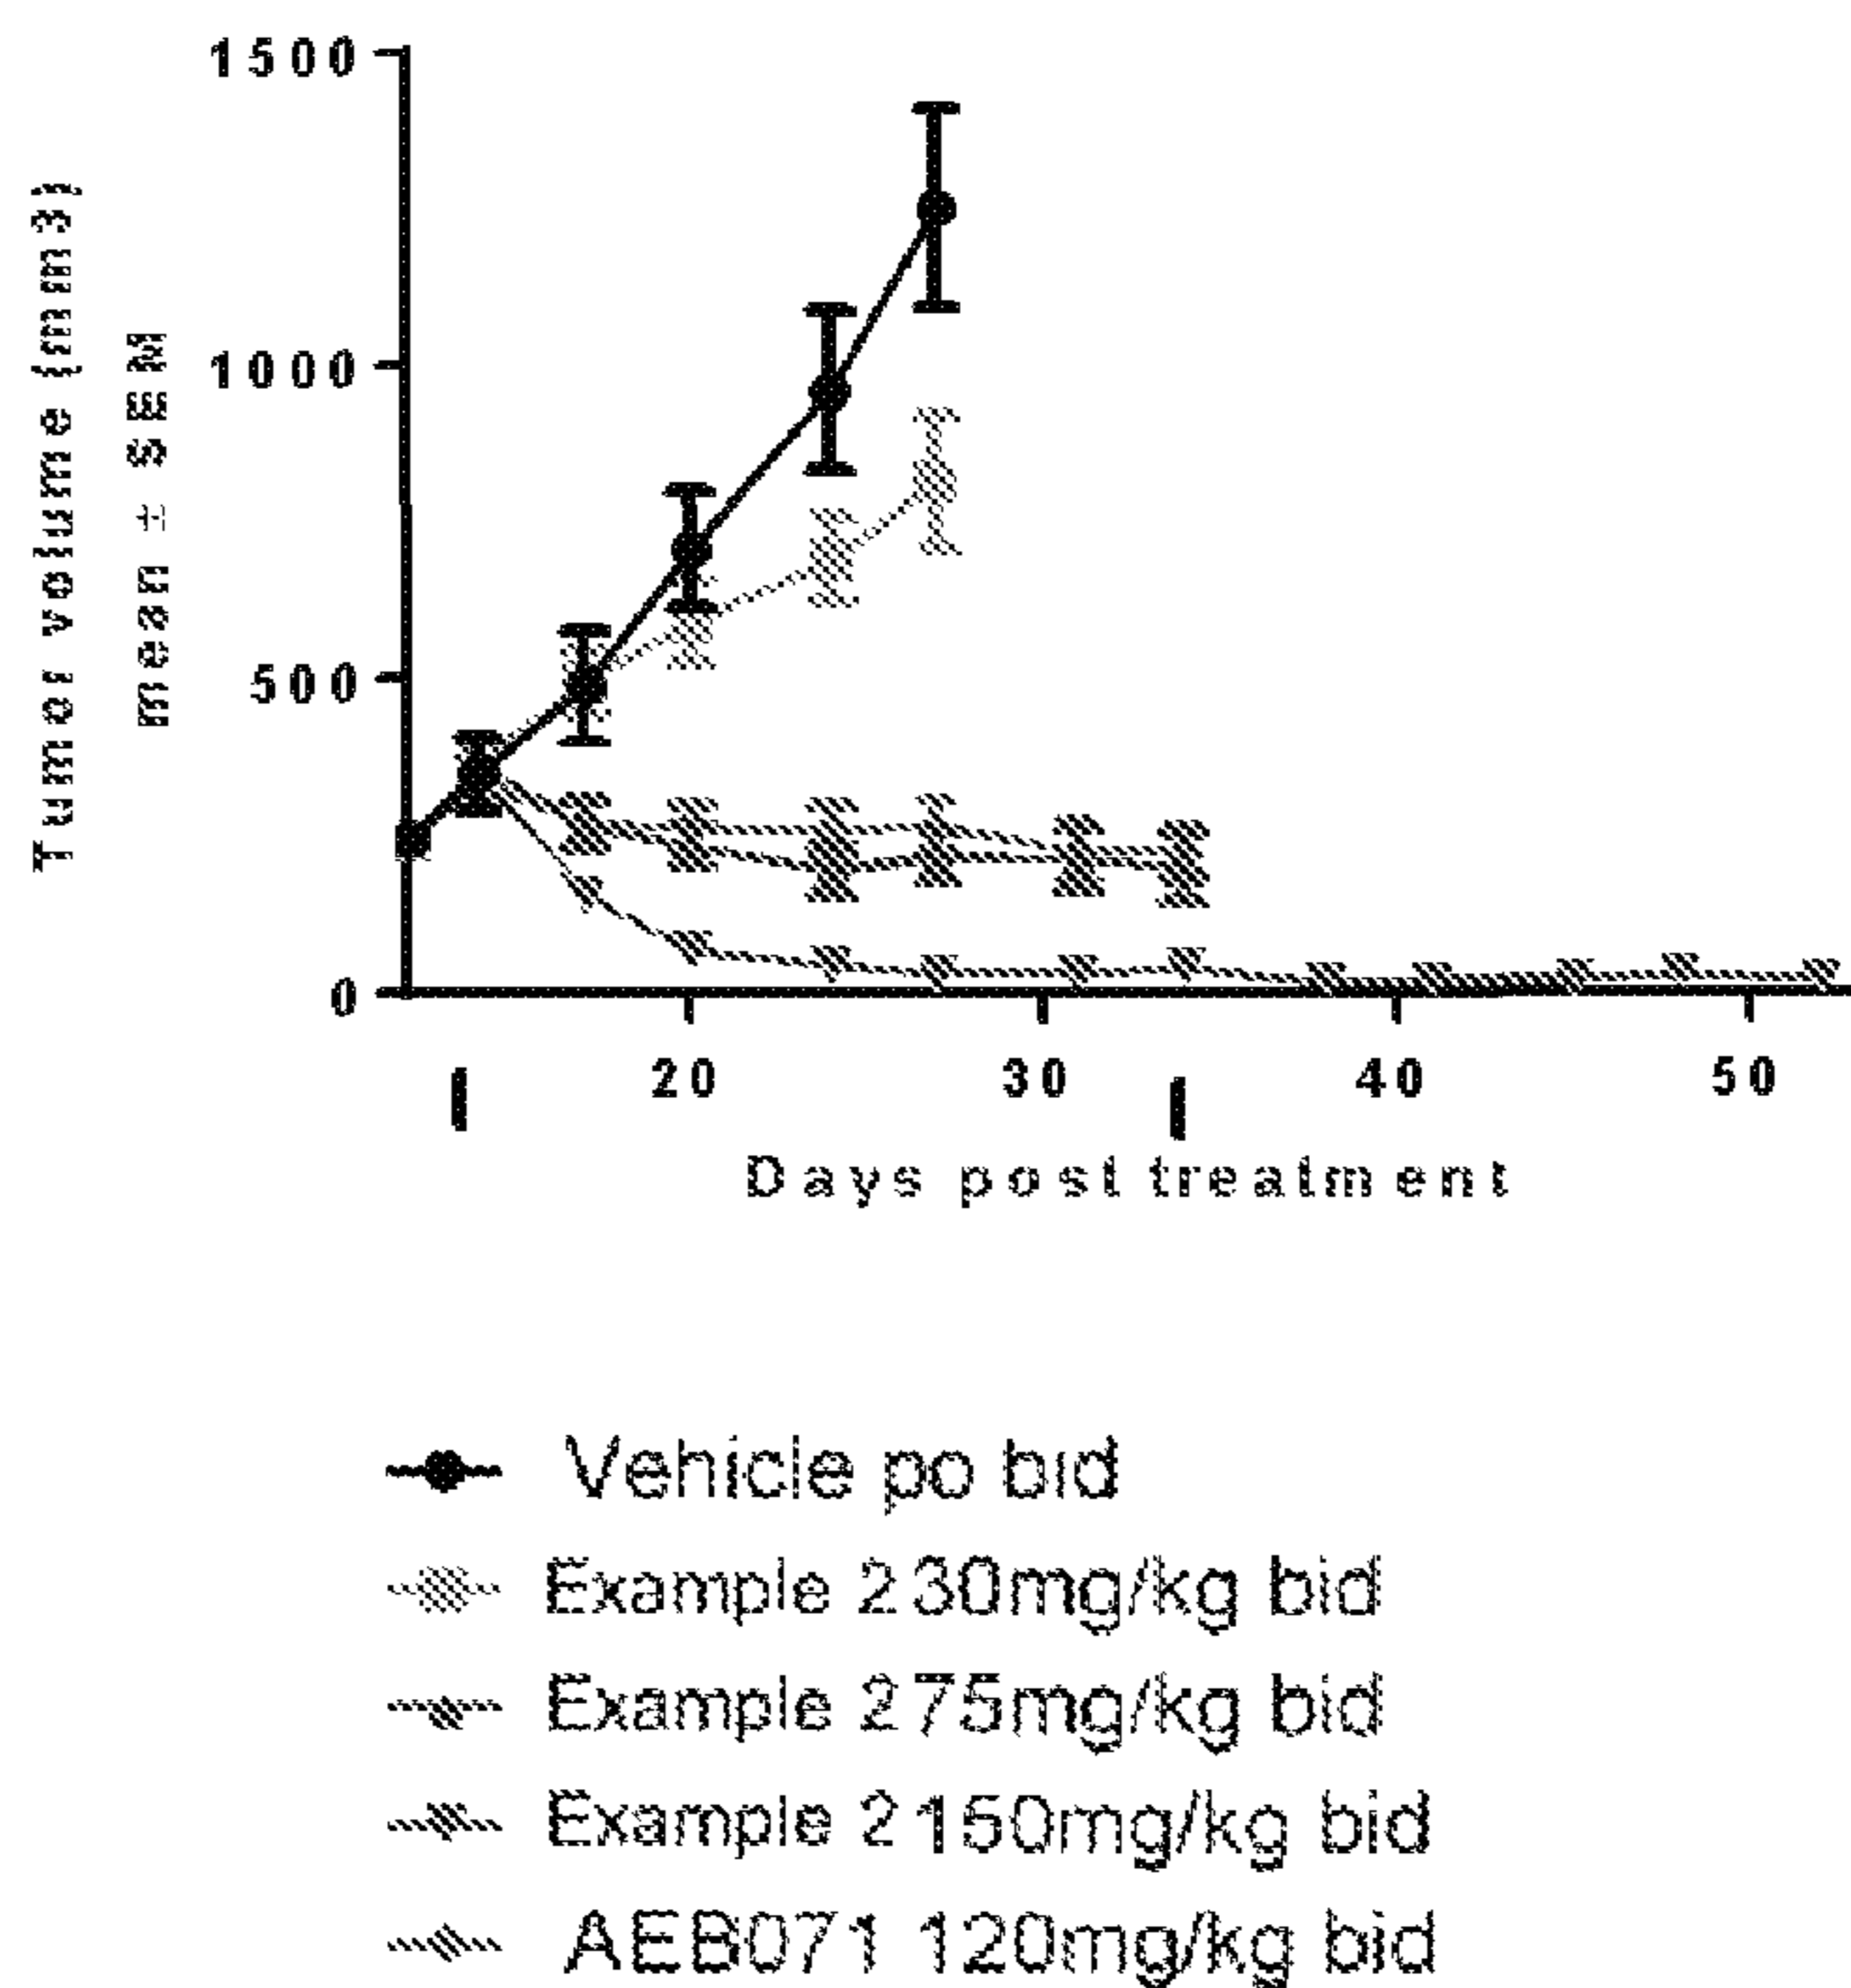 Tumor volume (mm3)
mean ± SEM
1500
1000
500
0
20 30 40 50
Days post treatment
Vehicle po bid
Example 2 30mg/kg bid
Example 2 75mg/kg bid
Example 2 150mg/kg bid
AEB071 120mg/kg bid